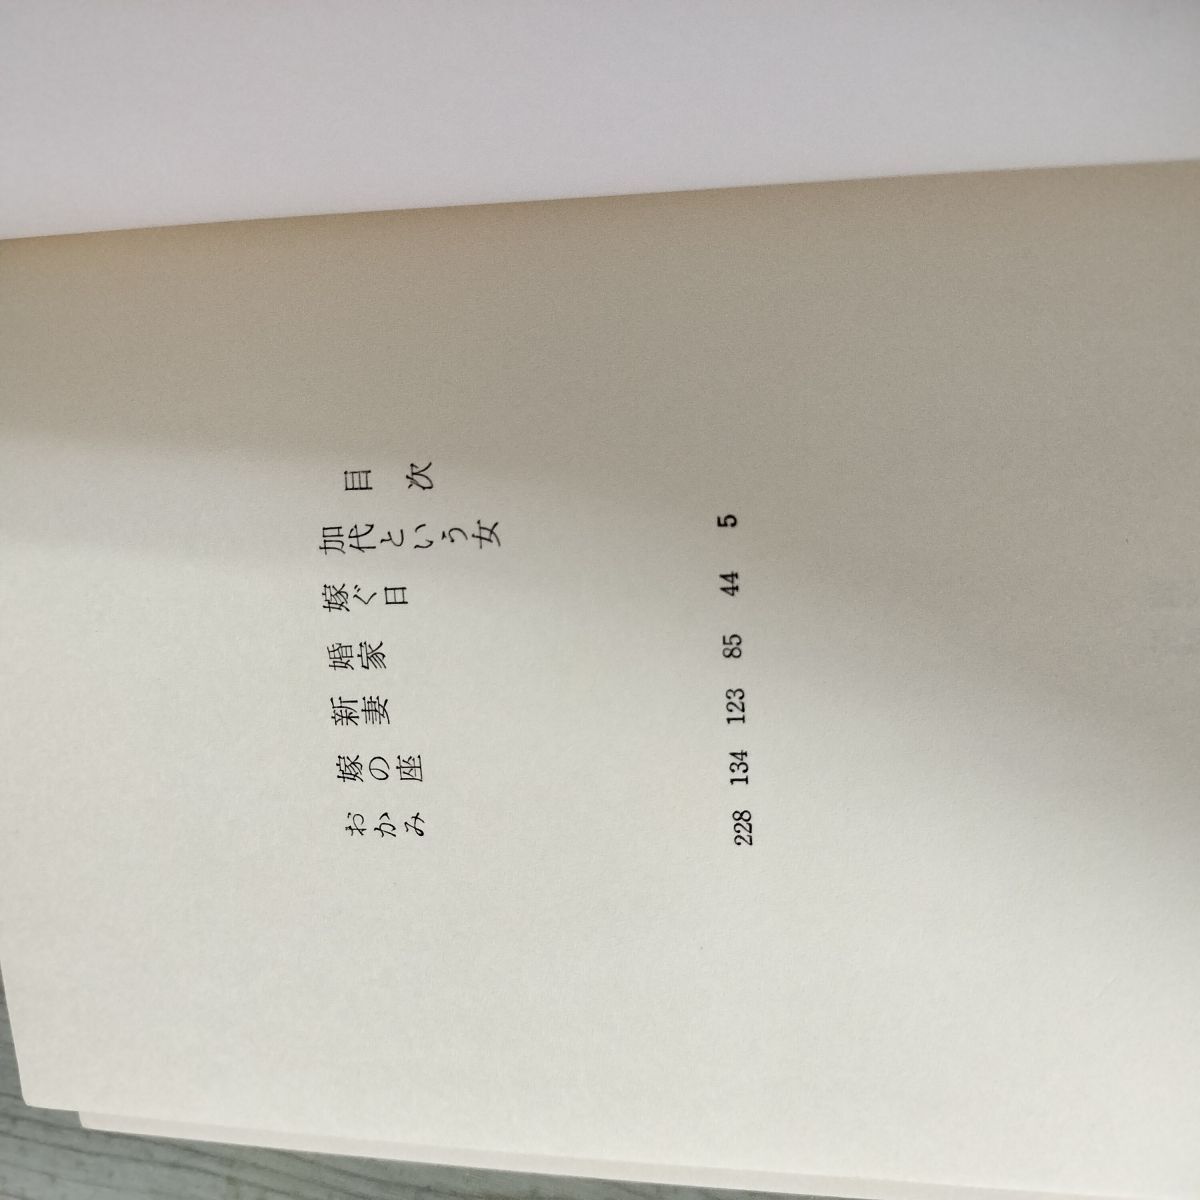 目次
加代という女 5
嫁ぐ日 44
婚家 85
新妻 123
嫁の座 134
おかみ 228